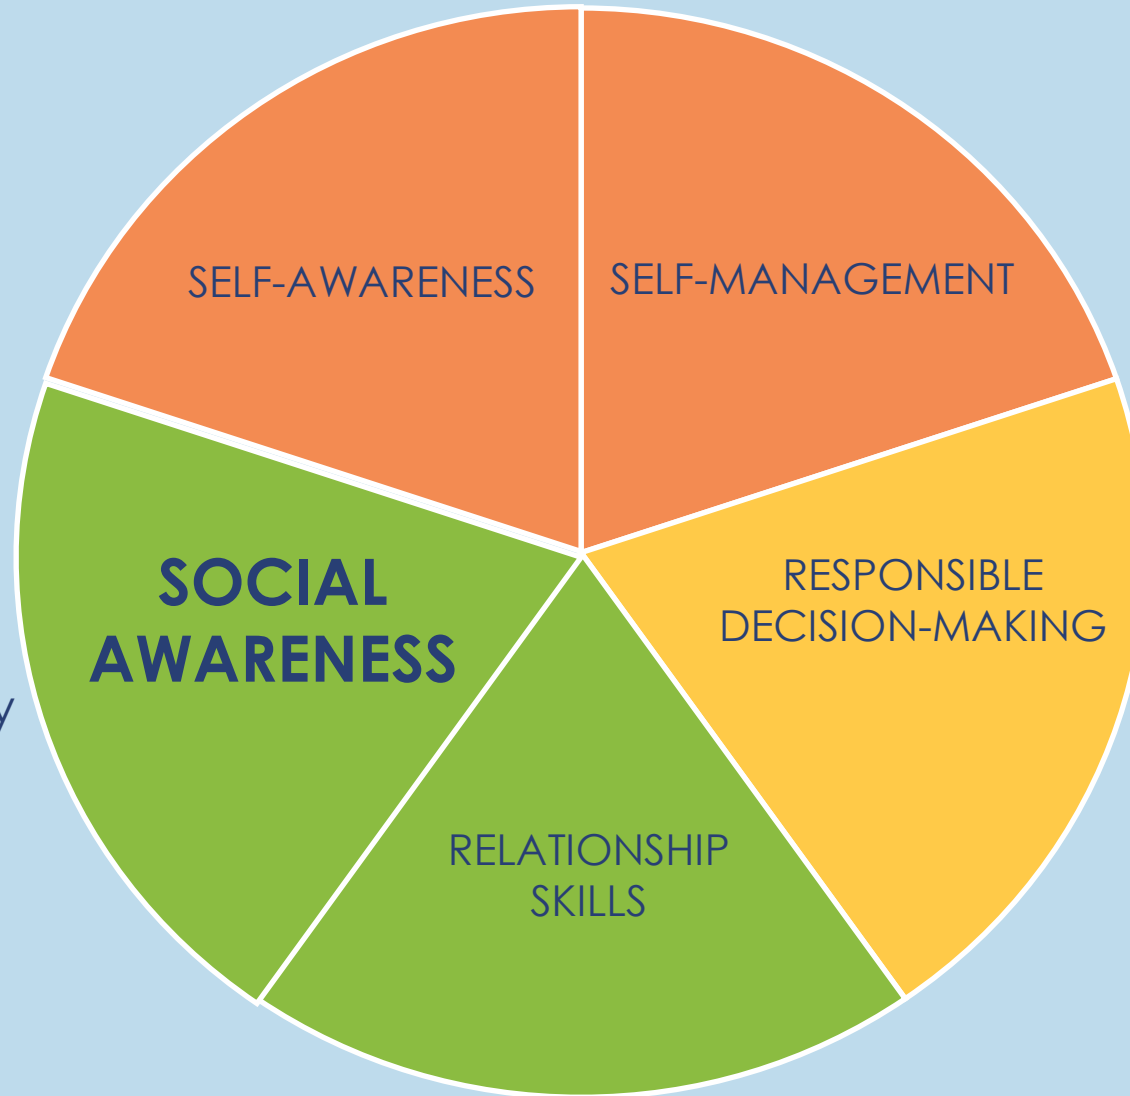 SELF-AWARENESS
SELF-MANAGEMENT
SOCIAL
AWARENESS
RESPONSIBLE
DECISION-MAKING
y
RELATIONSHIP
SKILLS